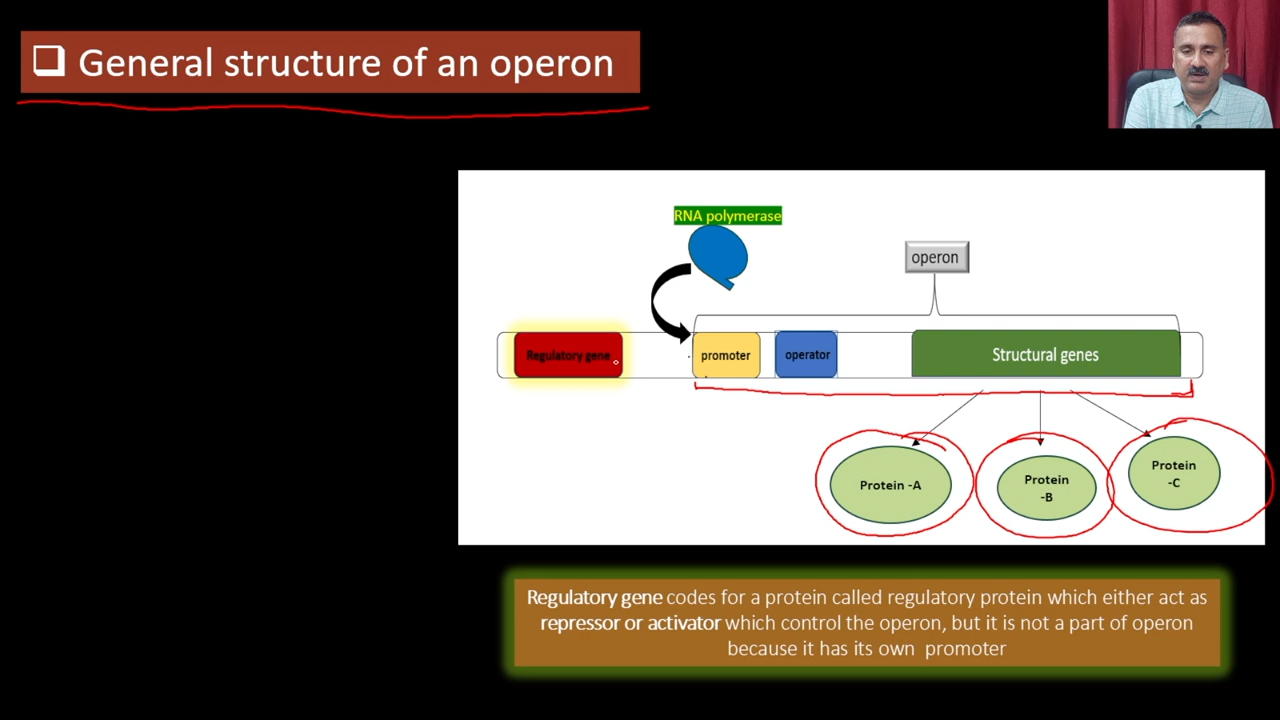 General structure of an operon
RNA polymerase
operon
Regulatory gene
promoter
operator
Structural genes
Protein -A
Protein
-B
Protein
-C
Regulatory gene codes for a protein called regulatory protein which either act as
repressor or activator which control the operon, but it is not a part of operon
because it has its own promoter